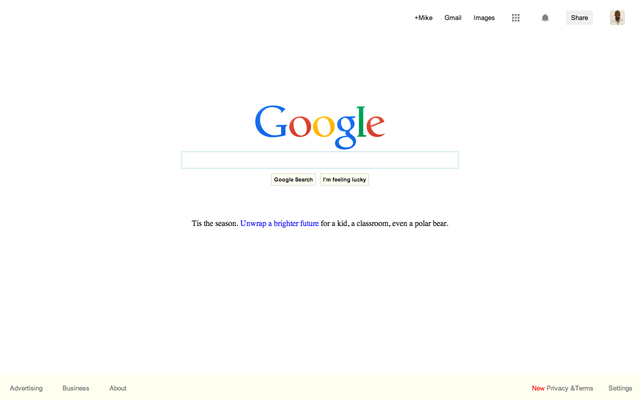 +Mike Gmail Images Share
Google
Google Search I'm feeling lucky
Tis the season. Unwrap a brighter future for a kid, a classroom, even a polar bear.
Advertising Business About New Privacy &Terms Settings